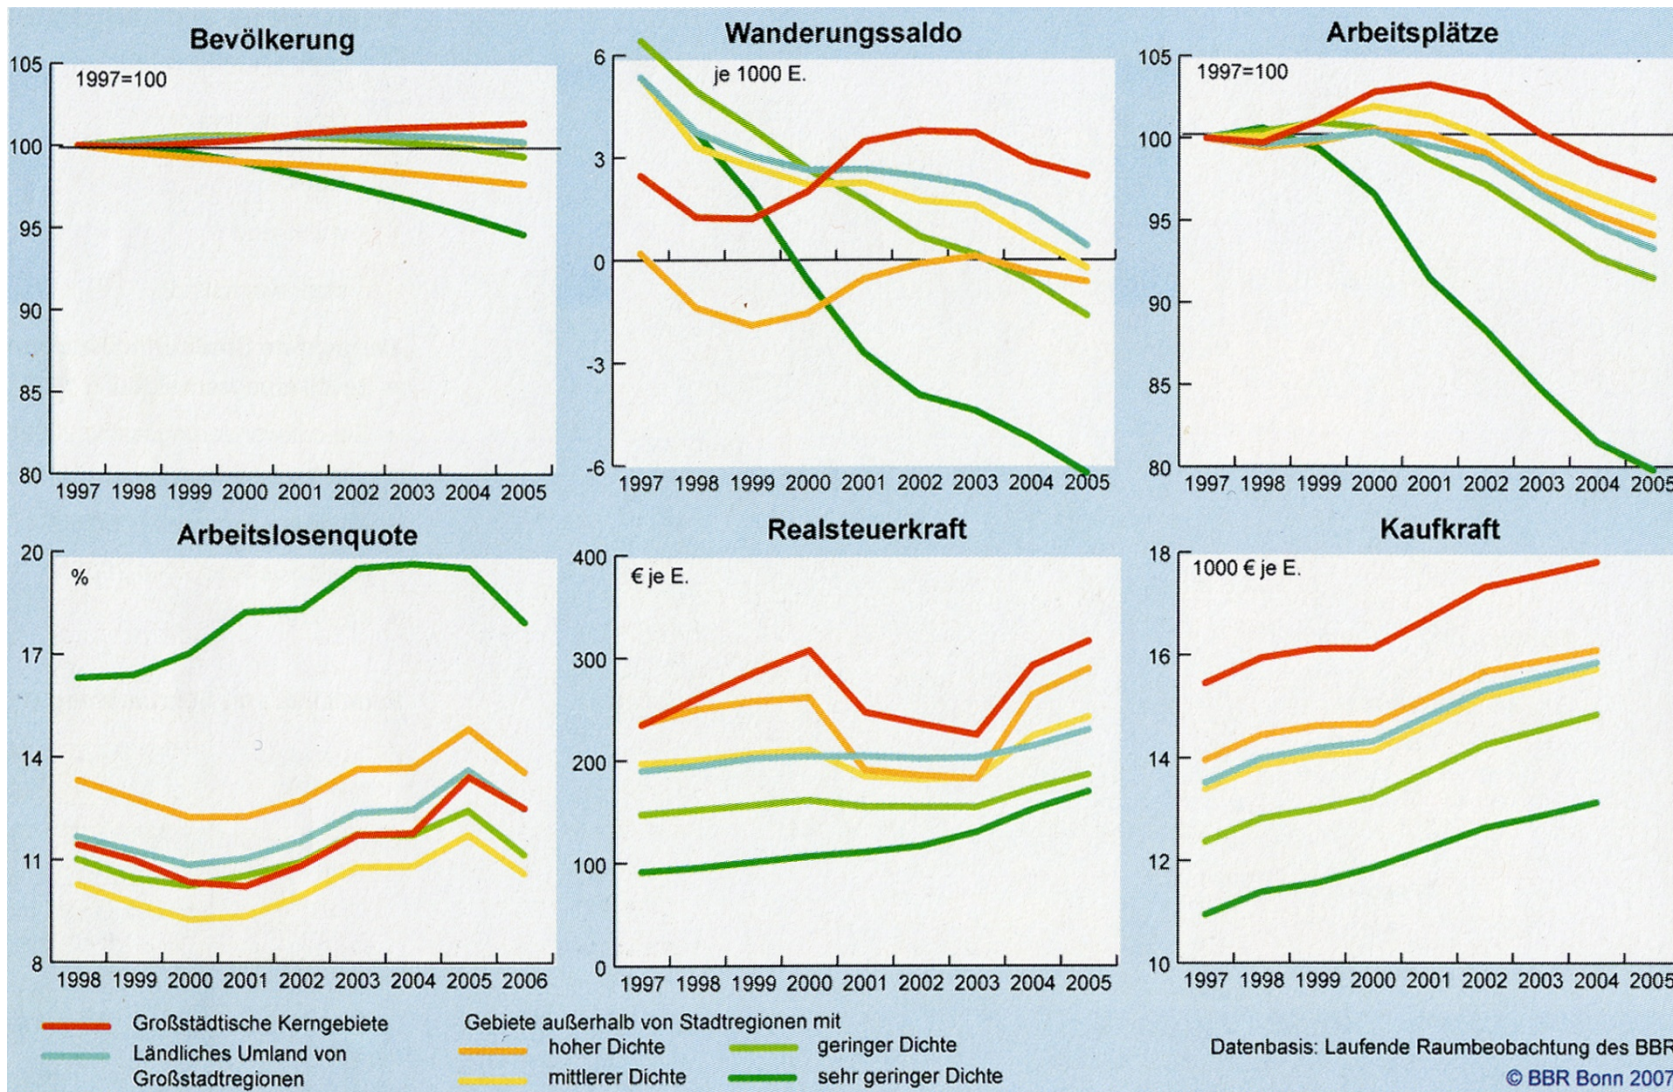 Bevölkerung
1997=100
105
100
95
90
85
80
1997 1998 1999 2000 2001 2002 2003 2004 2005
Wanderungssaldo
je 1000 E.
6
3
0
-3
-6
1997 1998 1999 2000 2001 2002 2003 2004 2005
Arbeitsplätze
1997=100
105
100
95
90
85
80
1997 1998 1999 2000 2001 2002 2003 2004 2005
Arbeitslosenquote
%
20
17
14
11
8
1998 1999 2000 2001 2002 2003 2004 2005 2006
Realsteuerkraft
€ je E.
400
300
200
100
0
1997 1998 1999 2000 2001 2002 2003 2004 2005
Kaufkraft
1000 € je E.
18
16
14
12
10
1997 1998 1999 2000 2001 2002 2003 2004 2005
Großstädtische Kerngebiete
Ländliches Umland von
Großstadtregionen
Gebiete außerhalb von Stadtregionen mit
hoher Dichte
mittlerer Dichte
geringer Dichte
sehr geringer Dichte
Datenbasis: Laufende Raumbeobachtung des BBR
© BBR Bonn 2007